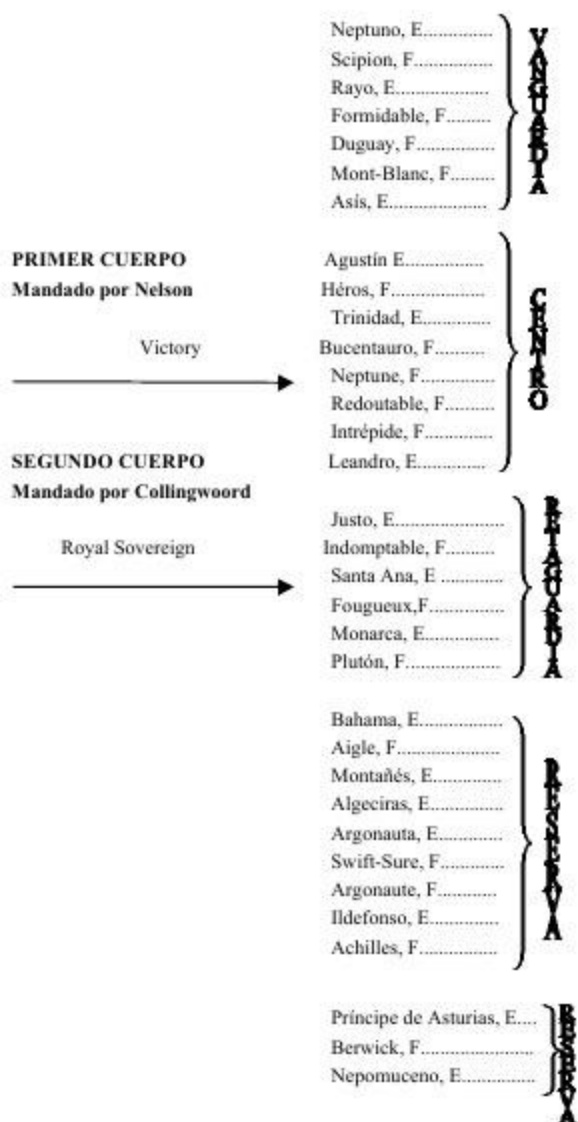 Neptuno, E...............
Scipion, F.................
Rayo, E....................
Formidable, F.........
Duguay, F.................
Mont-Blanc, F.........
Asís, E.....................
VANGUARDIA
PRIMER CUERPO
Mandado por Nelson
Victory
Agustín E.................
Héros, F....................
Trinidad, E...............
Bucentauro, F...........
Neptune, F................
Redoutable, F...........
Intrépide, F...............
Leandro, E...............
CENTRO
SEGUNDO CUERPO
Mandado por Collingwoord
Royal Sovereign
Justo, E.......................
Indomptable, F..........
Santa Ana, E .............
Fougueux,F................
Monarca, E................
Plutón, F....................
RETAGUARDIA
Bahama, E..................
Aigle, F......................
Montañés, E...............
Algeciras, E...............
Argonauta, E..............
Swift-Sure, F..............
Argonaute, F............
Ildefonso, E..............
Achilles, F.................
RESERVA
Príncipe de Asturias, E....
Berwick, F........................
Nepomuceno, E................
RESERVA